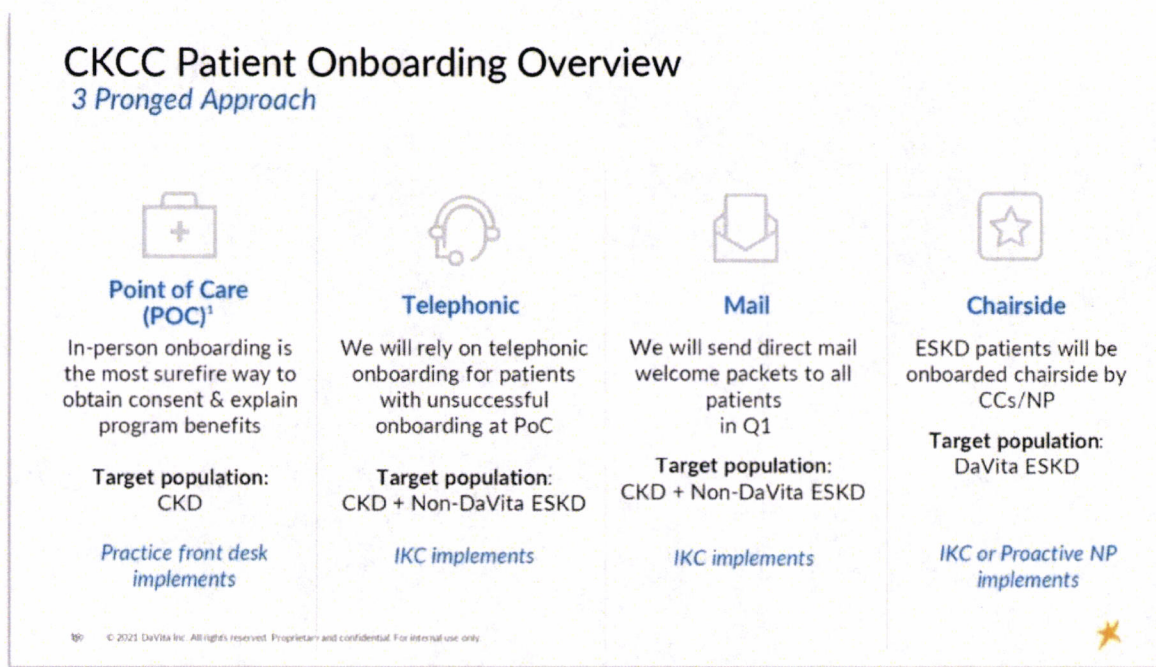 CKCC Patient Onboarding Overview
3 Pronged Approach
Point of Care
(POC)¹
In-person onboarding is
the most surefire way to
obtain consent & explain
program benefits
Target population:
CKD
Practice front desk
implements
Telephonic
We will rely on telephonic
onboarding for patients
with unsuccessful
onboarding at PoC
Target population:
CKD + Non-DaVita ESKD
IKC implements
Mail
We will send direct mail
welcome packets to all
patients
in Q1
Target population:
CKD + Non-DaVita ESKD
IKC implements
Chairside
ESKD patients will be
onboarded chairside by
CCs/NP
Target population:
DaVita ESKD
IKC or Proactive NP
implements
© 2021 DaVita Inc. All rights reserved. Proprietary and confidential. For internal use only.